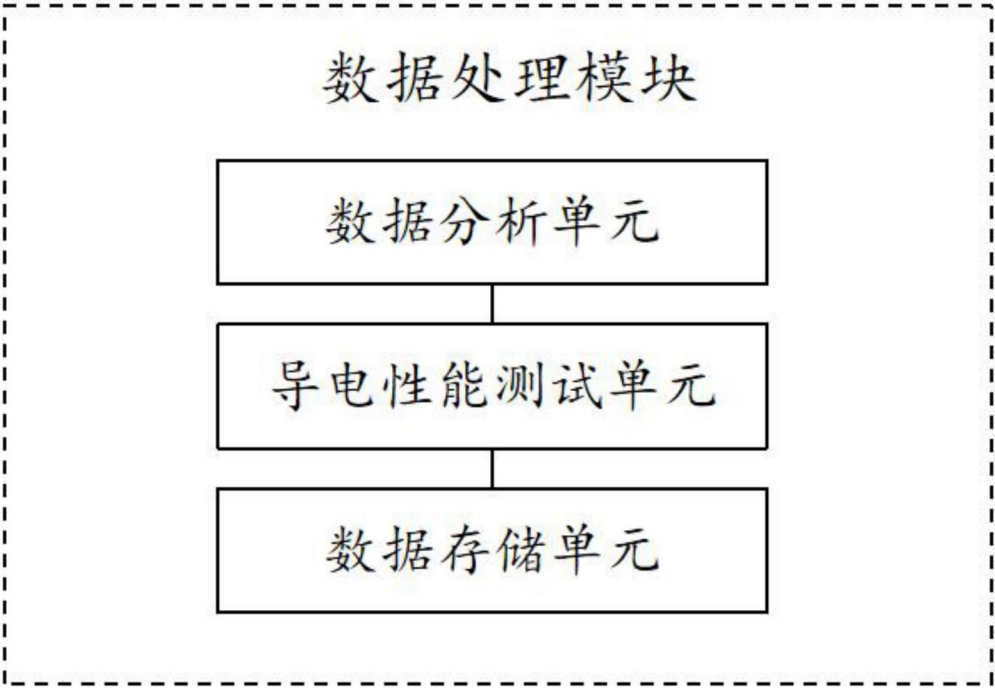 数据处理模块
数据分析单元
导电性能测试单元
数据存储单元